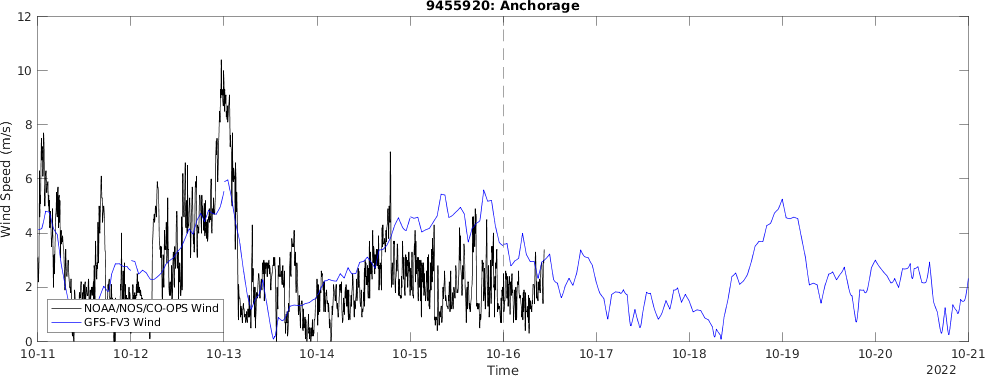 9455920: Anchorage
12
10
8
6
4
2
0
Wind Speed (m/s)
NOAA/NOS/CO-OPS Wind
GFS-FV3 Wind
10-11 10-12 10-13 10-14 10-15 10-16 10-17 10-18 10-19 10-20 10-21
Time
2022